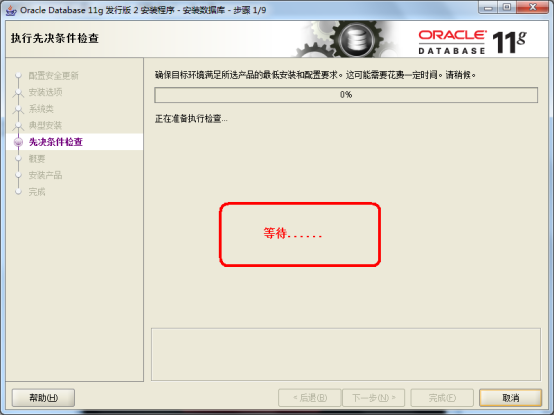 Oracle Database 11g 发行版 2 安装程序 - 安装数据库 - 步骤 1/9
执行先决条件检查
ORACLE
DATABASE
11g
配置安全更新
安装选项
系统类
典型安装
先决条件检查
概要
安装产品
完成
确保目标环境满足所选产品的最低安装和配置要求。这可能需要花费一定时间。请稍候。
0%
正在准备执行检查...
等待......
帮助(H)
< 后退(B)
下一步(N) >
完成(F)
取消